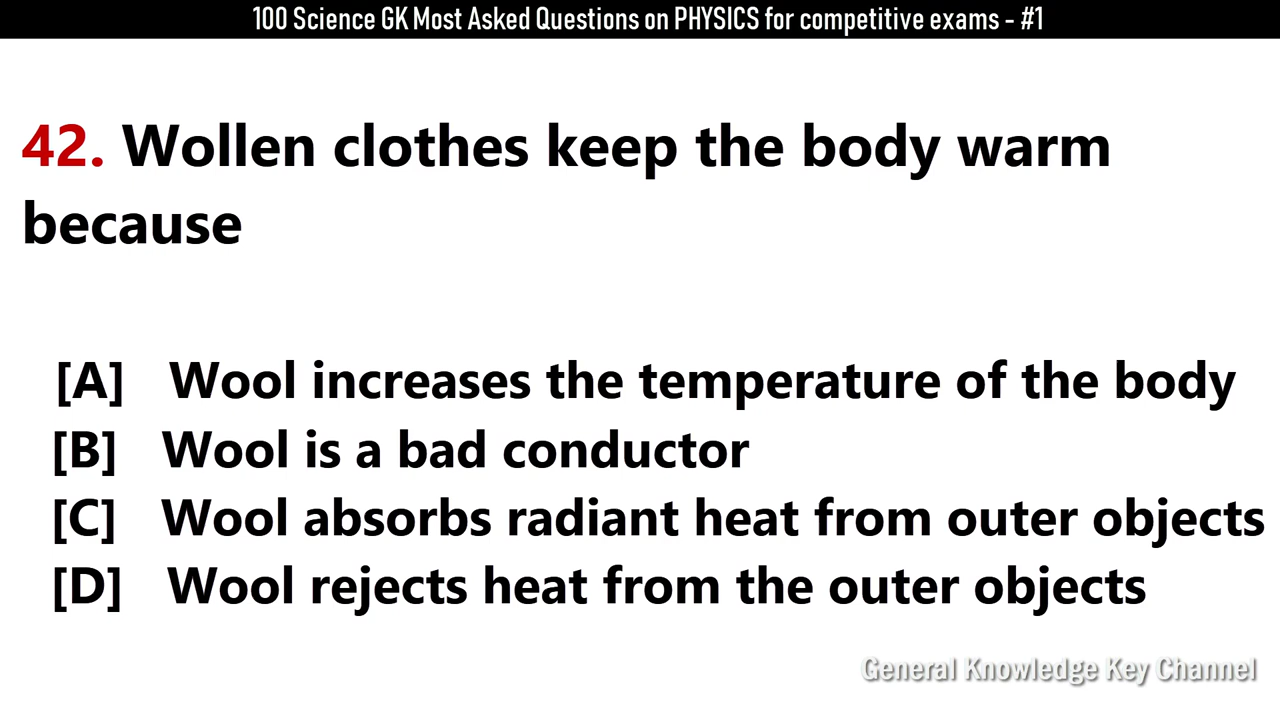 100 Science GK Most Asked Questions on PHYSICS for competitive exams - #1
42. Wollen clothes keep the body warm
because
[A] Wool increases the temperature of the body
[B] Wool is a bad conductor
[C] Wool absorbs radiant heat from outer objects
[D] Wool rejects heat from the outer objects
General Knowledge Key Channel